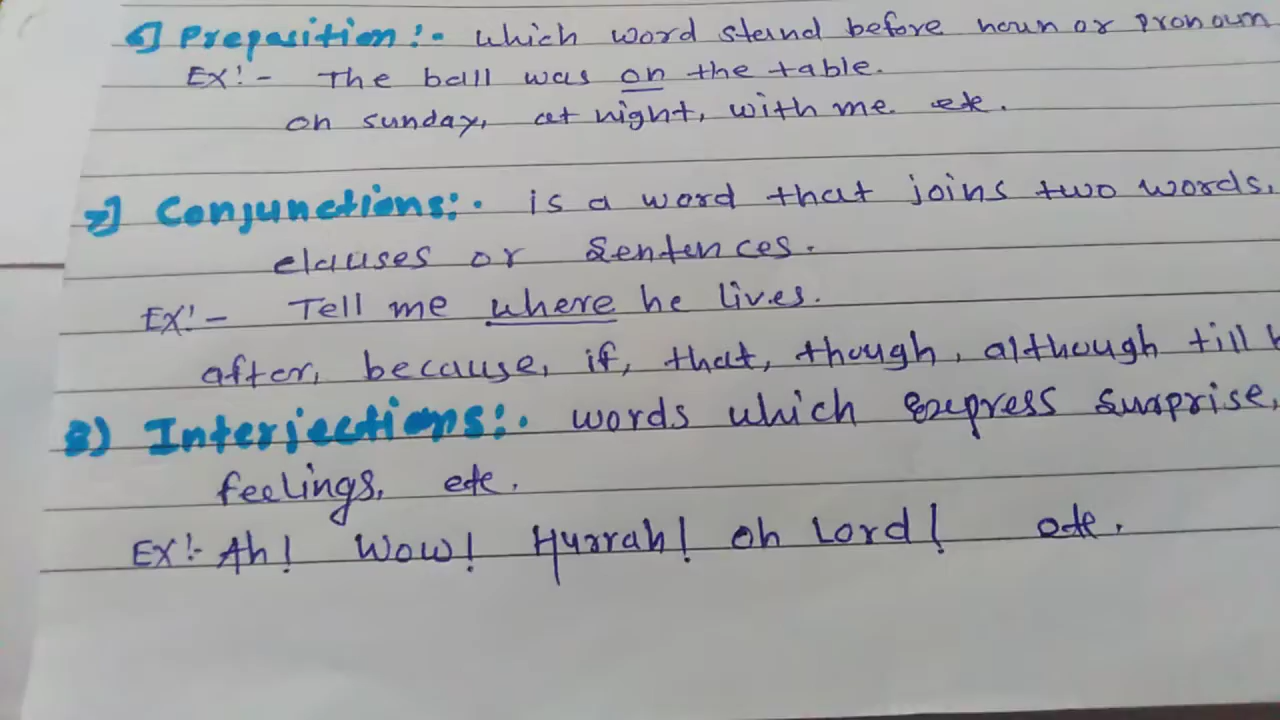 6] Preposition:- which word stand before noun or pronoun
EX:- The ball was on the table.
on sunday, at night, with me etc.
7] Conjunctions:- is a word that joins two words,
clauses or sentences.
EX:- Tell me where he lives.
after, because, if, that, though, although till
8) Interjections:- words which express surprise,
feelings, etc.
EX:- Ah! Wow! Hurrah! oh Lord! etc.